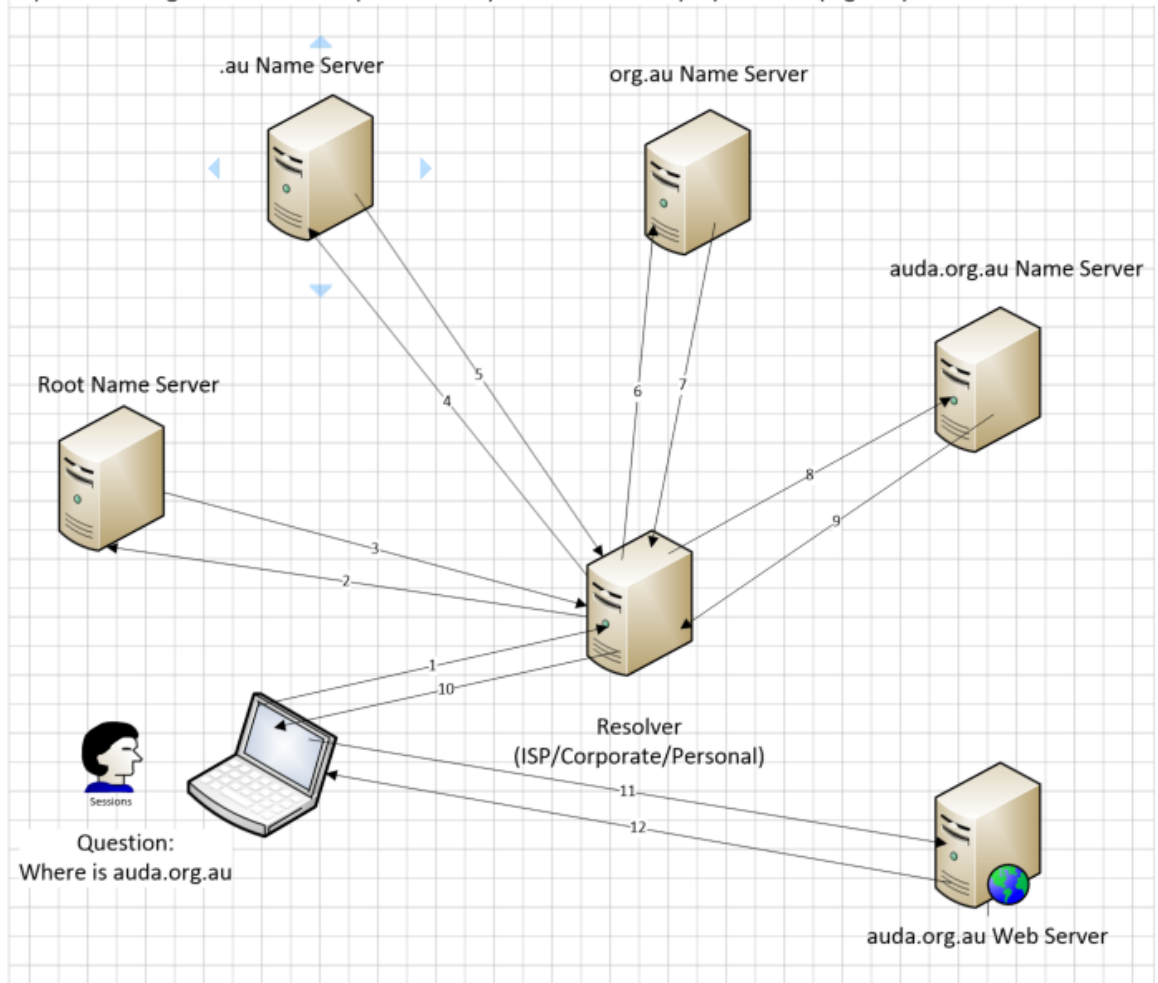 .au Name Server
org.au Name Server
auda.org.au Name Server
Root Name Server
5
4
6
7
8
9
3
2
1
10
Resolver
(ISP/Corporate/Personal)
11
12
Sessions
Question:
Where is auda.org.au
auda.org.au Web Server